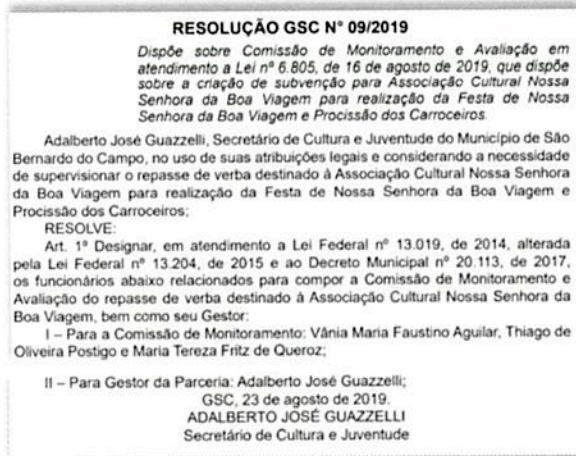 RESOLUÇÃO GSC N° 09/2019
Dispõe sobre Comissão de Monitoramento e Avaliação em
atendimento a Lei nº 6.805, de 16 de agosto de 2019, que dispõe
sobre a criação de subvenção para Associação Cultural Nossa
Senhora da Boa Viagem para realização da Festa de Nossa
Senhora da Boa Viagem e Procissão dos Carroceiros.
Adalberto José Guazzelli, Secretário de Cultura e Juventude do Município de São
Bernardo do Campo, no uso de suas atribuições legais e considerando a necessidade
de supervisionar o repasse de verba destinado à Associação Cultural Nossa Senhora
da Boa Viagem para realização da Festa de Nossa Senhora da Boa Viagem e
Procissão dos Carroceiros;
RESOLVE:
Art. 1º Designar, em atendimento a Lei Federal nº 13.019, de 2014, alterada
pela Lei Federal nº 13.204, de 2015 e ao Decreto Municipal nº 20.113, de 2017,
os funcionários abaixo relacionados para compor a Comissão de Monitoramento e
Avaliação do repasse de verba destinado à Associação Cultural Nossa Senhora da
Boa Viagem, bem como seu Gestor:
I – Para a Comissão de Monitoramento: Vânia Maria Faustino Aguilar, Thiago de
Oliveira Postigo e Maria Tereza Fritz de Queroz;
II – Para Gestor da Parceria: Adalberto José Guazzelli;
GSC, 23 de agosto de 2019.
ADALBERTO JOSÉ GUAZZELLI
Secretário de Cultura e Juventude